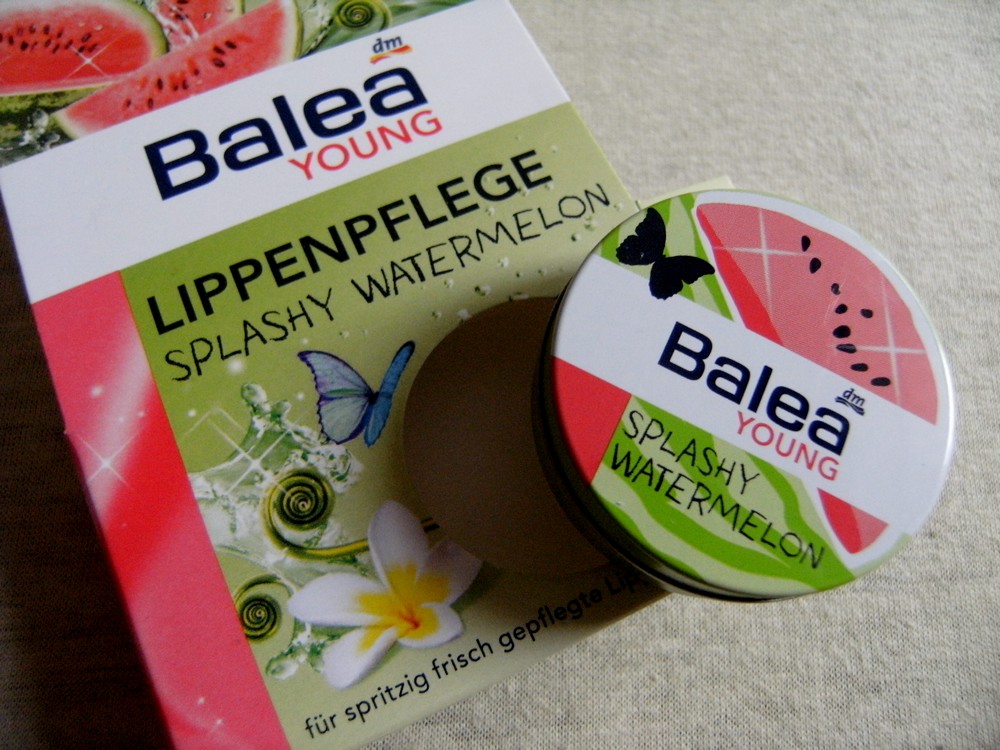 dm
Balea
YOUNG
LIPPENPFLEGE
SPLASHY WATERMELON
für spritzig frisch gepflegte
Balea
dm
YOUNG
SPLASHY
WATERMELON